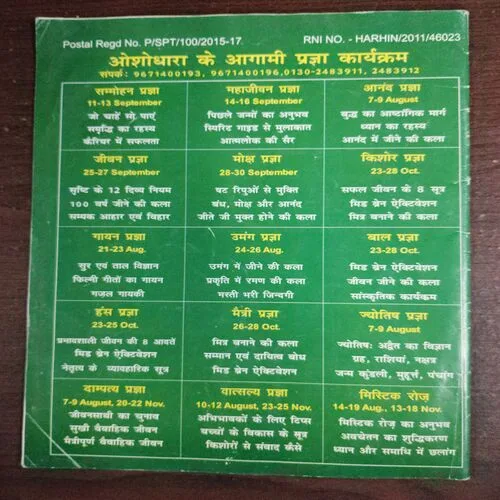 Postal Regd No. P/SPT/100/2015-17
RNI NO. - HARHIN/2011/46023
ओशोधारा के आगामी प्रज्ञा कार्यक्रम
संपर्क: 9671400193, 9671400196,0130-2483911, 2483912
सम्मोहन प्रज्ञा
11-13 September
जो चाहें सो पाएं
समृद्धि का रहस्य
कैरियर में सफलता
महाजीवन प्रज्ञा
14-16 September
पिछले जन्मों का अनुभव
स्पिरिट गाइड से मुलाकात
आत्मलोक की सैर
आनंद प्रज्ञा
7-9 August
बुद्ध का आष्टांगिक मार्ग
ध्यान का रहस्य
आनंद में जीने की कला
जीवन प्रज्ञा
25-27 September
सृष्टि के 12 दिव्य नियम
100 वर्ष जीने की कला
सम्यक आहार एवं विहार
मोक्ष प्रज्ञा
28-30 September
षट रिपुओं से मुक्ति
बंध, मोक्ष और आनंद
जीते जी मुक्त होने की कला
किशोर प्रज्ञा
23-28 Oct.
सफल जीवन के 8 सूत्र
मिड ब्रेन ऐक्टिवेशन
मित्र बनाने की कला
गायन प्रज्ञा
21-23 Aug.
सुर एवं ताल विज्ञान
फिल्मी गीतों का गायन
गजल गायकी
उमंग प्रज्ञा
24-26 Aug.
उमंग में जीने की कला
प्रकृति में रमण की कला
मस्ती भरी जिन्दगी
बाल प्रज्ञा
23-28 Oct.
मिड ब्रेन ऐक्टिवेशन
जीवन जीने की कला
सांस्कृतिक कार्यक्रम
हंस प्रज्ञा
23-25 Oct.
प्रभावशाली जीवन की 8 आदतें
मिड ब्रेन ऐक्टिवेशन
नेतृत्व के व्यावहारिक सूत्र
मैत्री प्रज्ञा
26-28 Oct.
मित्र बनाने की कला
सम्मान एवं दायित्व बोध
मिड ब्रेन ऐक्टिवेशन
ज्योतिष प्रज्ञा
7-9 August
ज्योतिष: अद्वैत का विज्ञान
ग्रह, राशियां, नक्षत्र
जन्म कुंडली, मुहूर्त्त, पंचांग
दाम्पत्य प्रज्ञा
7-9 August, 20-22 Nov.
जीवनसाथी का चुनाव
सुखी वैवाहिक जीवन
मैत्रीपूर्ण वैवाहिक जीवन
वात्सल्य प्रज्ञा
10-12 August, 23-25 Nov.
अभिभावकों के लिए टिप्स
बच्चों के विकास के सूत्र
किशोरों से संवाद कैसे
मिस्टिक रोज़
14-19 Aug., 13-18 Nov.
मिस्टिक रोज़ का अनुभव
अवचेतन का शुद्धिकरण
ध्यान और समाधि में छलांग